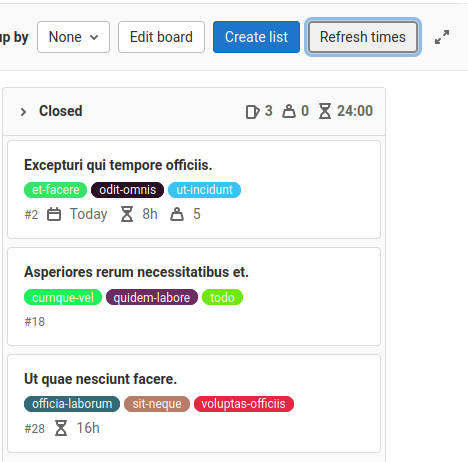 up by None Edit board Create list Refresh times
Closed 3 0 24:00
Excepturi qui tempore officiis.
et-facere odit-omnis ut-incidunt
#2 Today 8h 5
Asperiores rerum necessitatibus et.
cumque-vel quidem-labore todo
#18
Ut quae nesciunt facere.
officia-laborum sit-neque voluptas-officiis
#28 16h